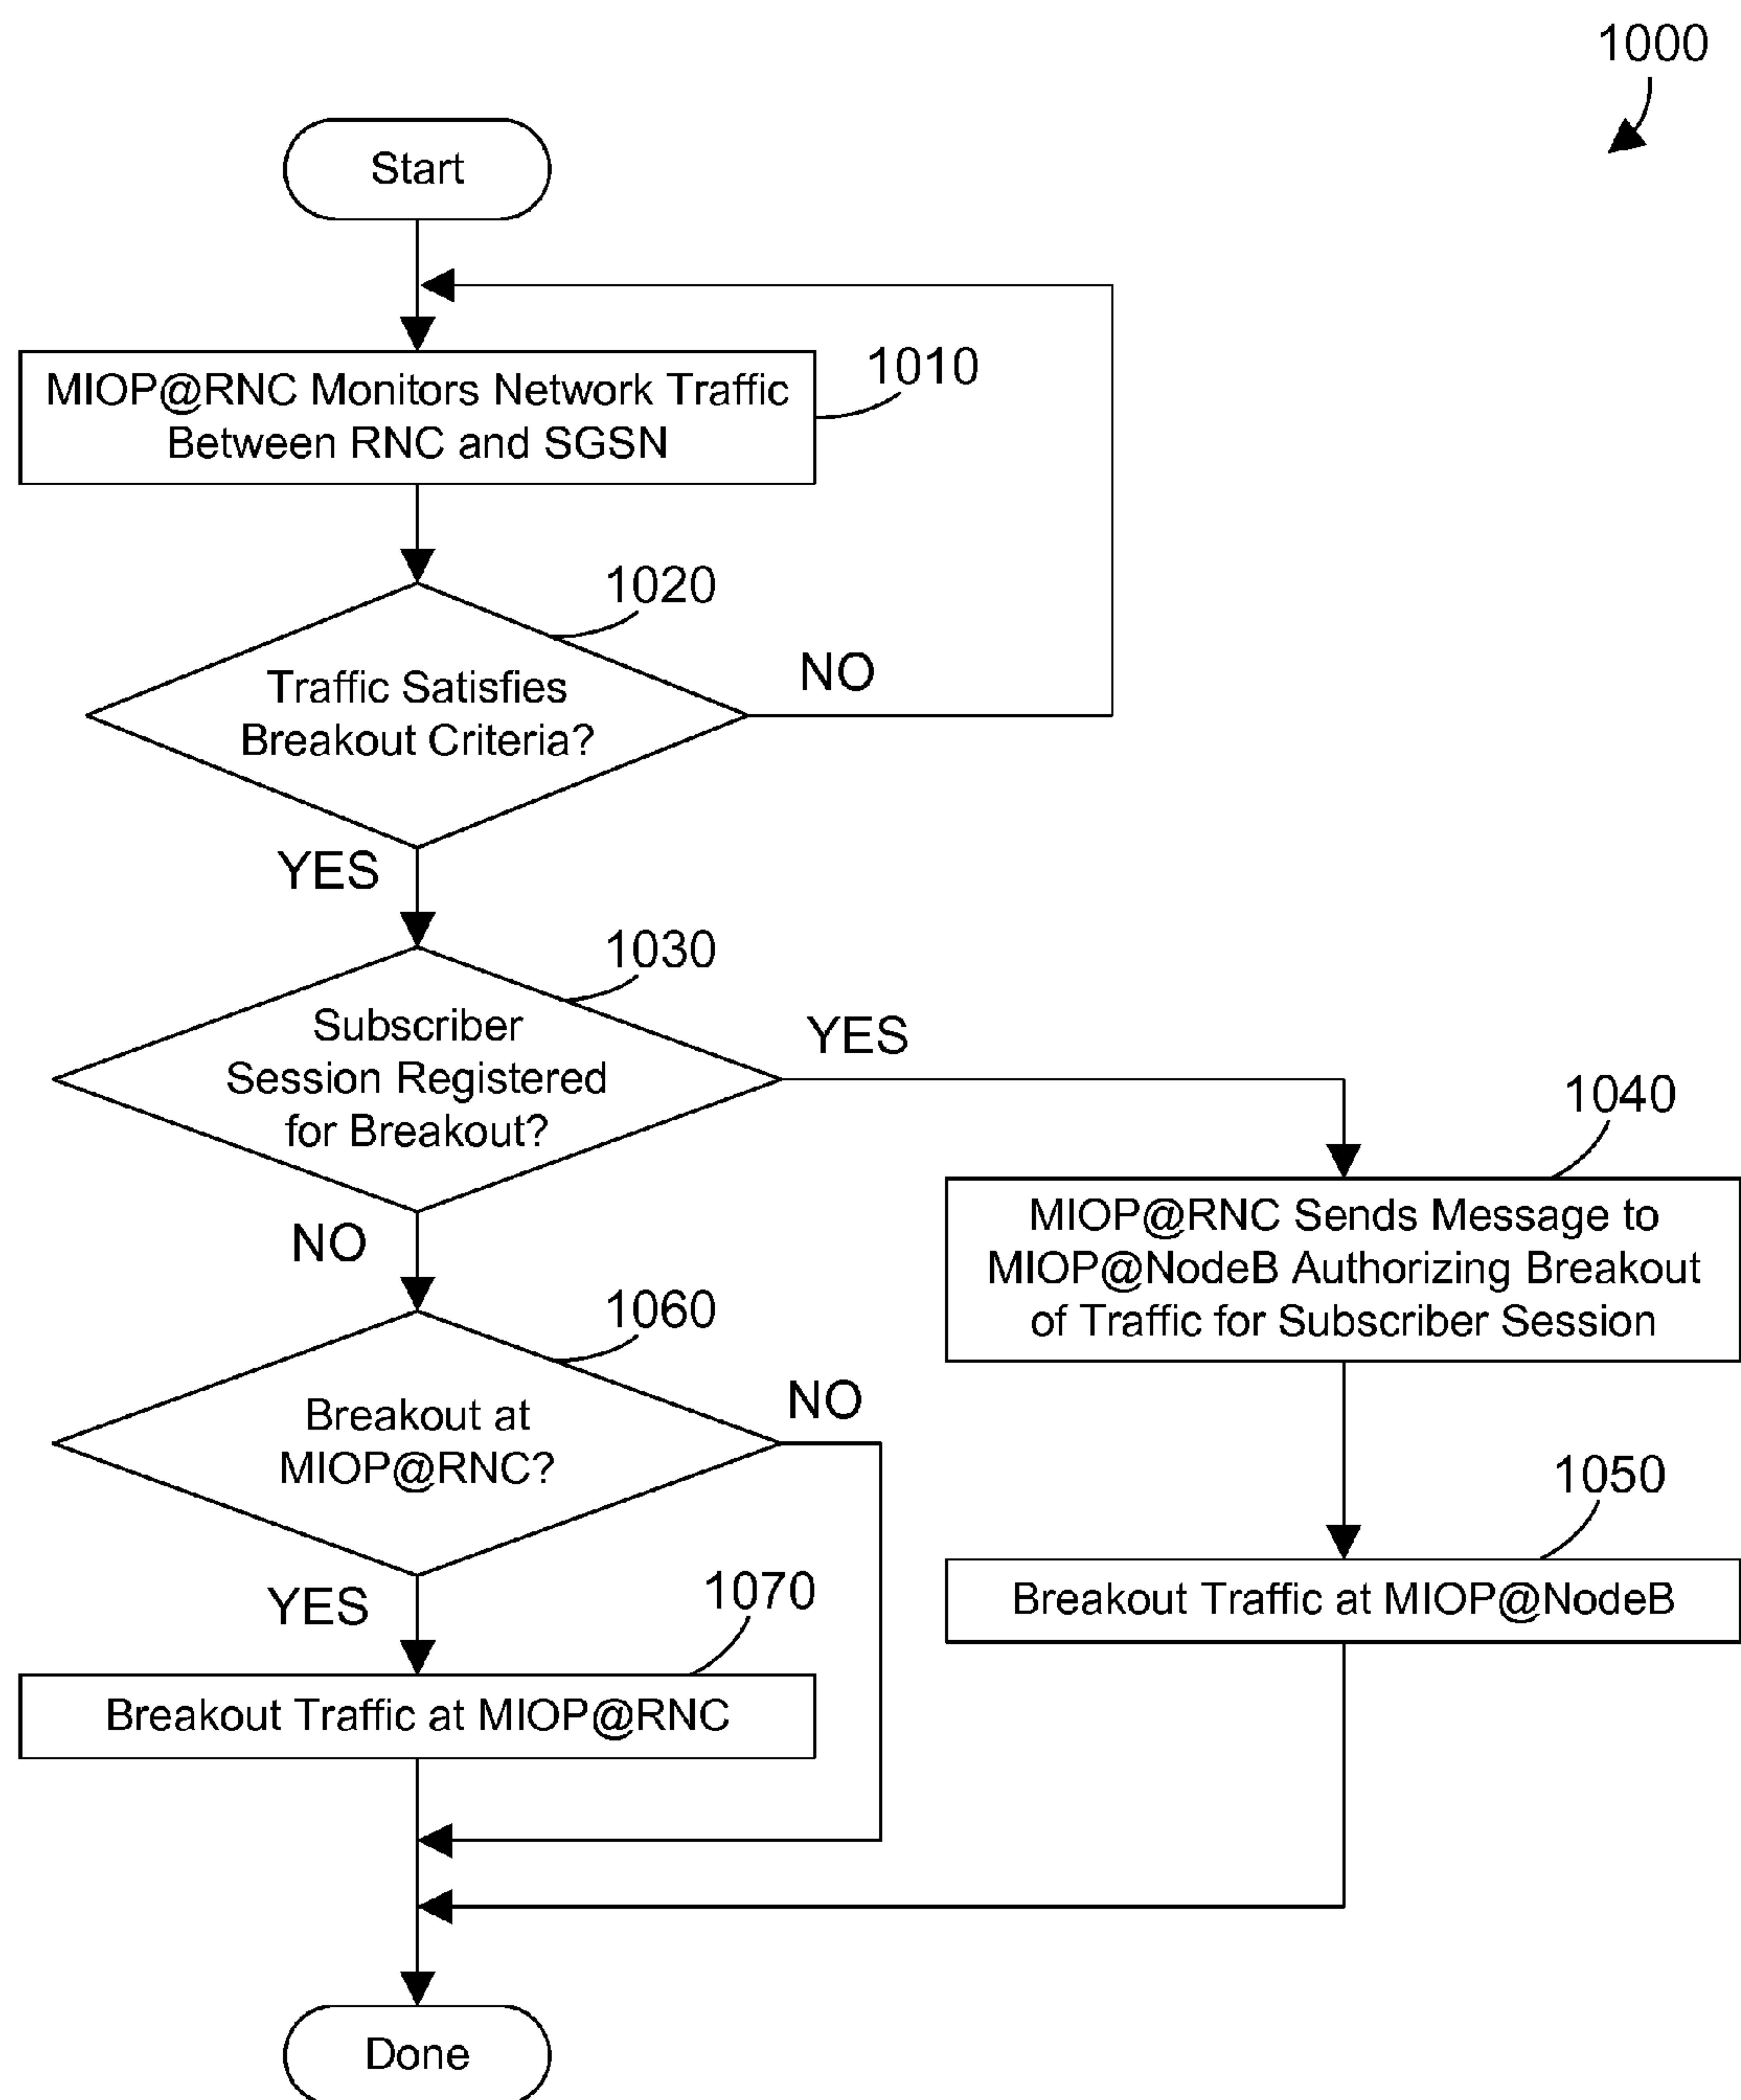 1000
Start
MIOP@RNC Monitors Network Traffic
Between RNC and SGSN
1010
1020
Traffic Satisfies
Breakout Criteria?
NO
YES
1030
Subscriber
Session Registered
for Breakout?
YES
NO
1040
MIOP@RNC Sends Message to
MIOP@NodeB Authorizing Breakout
of Traffic for Subscriber Session
1060
Breakout at
MIOP@RNC?
NO
YES
1050
Breakout Traffic at MIOP@NodeB
1070
Breakout Traffic at MIOP@RNC
Done